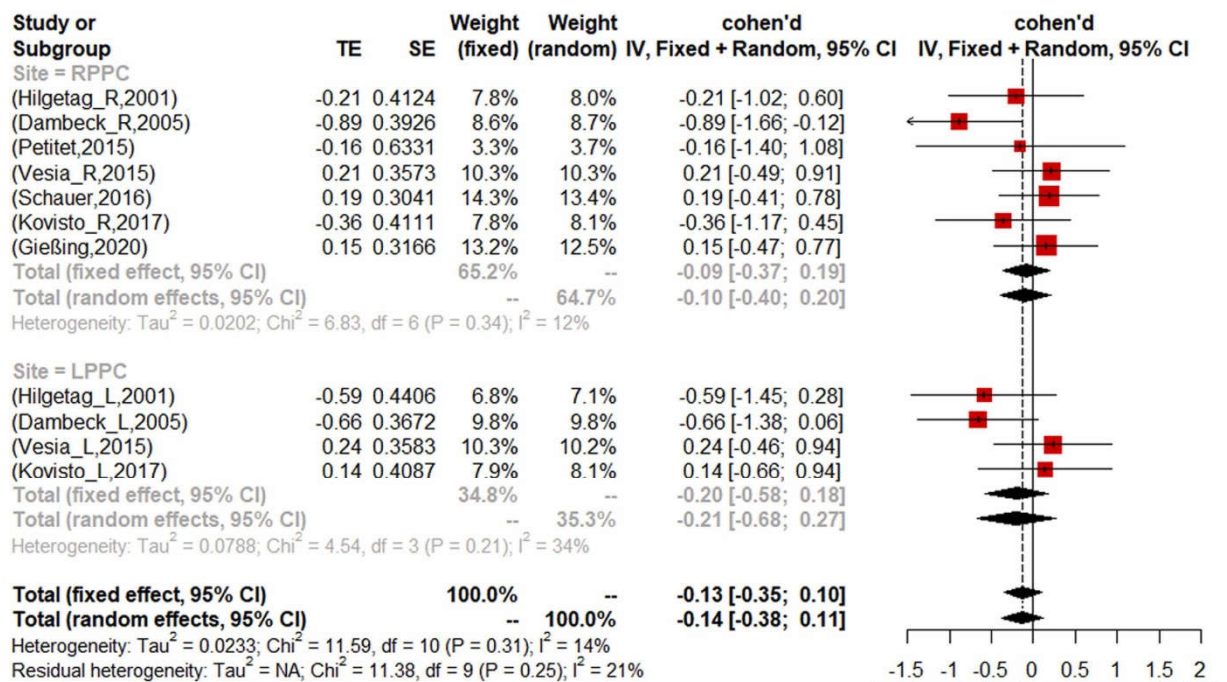 Study or Weight Weight cohen'd cohen'd
Subgroup TE SE (fixed) (random) IV, Fixed + Random, 95% CI IV, Fixed + Random, 95% CI
Site = RPPC
(Hilgetag_R,2001) -0.21 0.4124 7.8% 8.0% -0.21 [-1.02; 0.60]
(Dambeck_R,2005) -0.89 0.3926 8.6% 8.7% -0.89 [-1.66; -0.12]
(Petitet,2015) -0.16 0.6331 3.3% 3.7% -0.16 [-1.40; 1.08]
(Vesia_R,2015) 0.21 0.3573 10.3% 10.3% 0.21 [-0.49; 0.91]
(Schauer,2016) 0.19 0.3041 14.3% 13.4% 0.19 [-0.41; 0.78]
(Kovisto_R,2017) -0.36 0.4111 7.8% 8.1% -0.36 [-1.17; 0.45]
(Gießing,2020) 0.15 0.3166 13.2% 12.5% 0.15 [-0.47; 0.77]
Total (fixed effect, 95% CI) 65.2% -- -0.09 [-0.37; 0.19]
Total (random effects, 95% CI) -- 64.7% -0.10 [-0.40; 0.20]
Heterogeneity: Tau² = 0.0202; Chi² = 6.83, df = 6 (P = 0.34); I² = 12%
Site = LPPC
(Hilgetag_L,2001) -0.59 0.4406 6.8% 7.1% -0.59 [-1.45; 0.28]
(Dambeck_L,2005) -0.66 0.3672 9.8% 9.8% -0.66 [-1.38; 0.06]
(Vesia_L,2015) 0.24 0.3583 10.3% 10.2% 0.24 [-0.46; 0.94]
(Kovisto_L,2017) 0.14 0.4087 7.9% 8.1% 0.14 [-0.66; 0.94]
Total (fixed effect, 95% CI) 34.8% -- -0.20 [-0.58; 0.18]
Total (random effects, 95% CI) -- 35.3% -0.21 [-0.68; 0.27]
Heterogeneity: Tau² = 0.0788; Chi² = 4.54, df = 3 (P = 0.21); I² = 34%
Total (fixed effect, 95% CI) 100.0% -- -0.13 [-0.35; 0.10]
Total (random effects, 95% CI) -- 100.0% -0.14 [-0.38; 0.11]
Heterogeneity: Tau² = 0.0233; Chi² = 11.59, df = 10 (P = 0.31); I² = 14%
Residual heterogeneity: Tau² = NA; Chi² = 11.38, df = 9 (P = 0.25); I² = 21%
-1.5 -1 -0.5 0 0.5 1 1.5 2